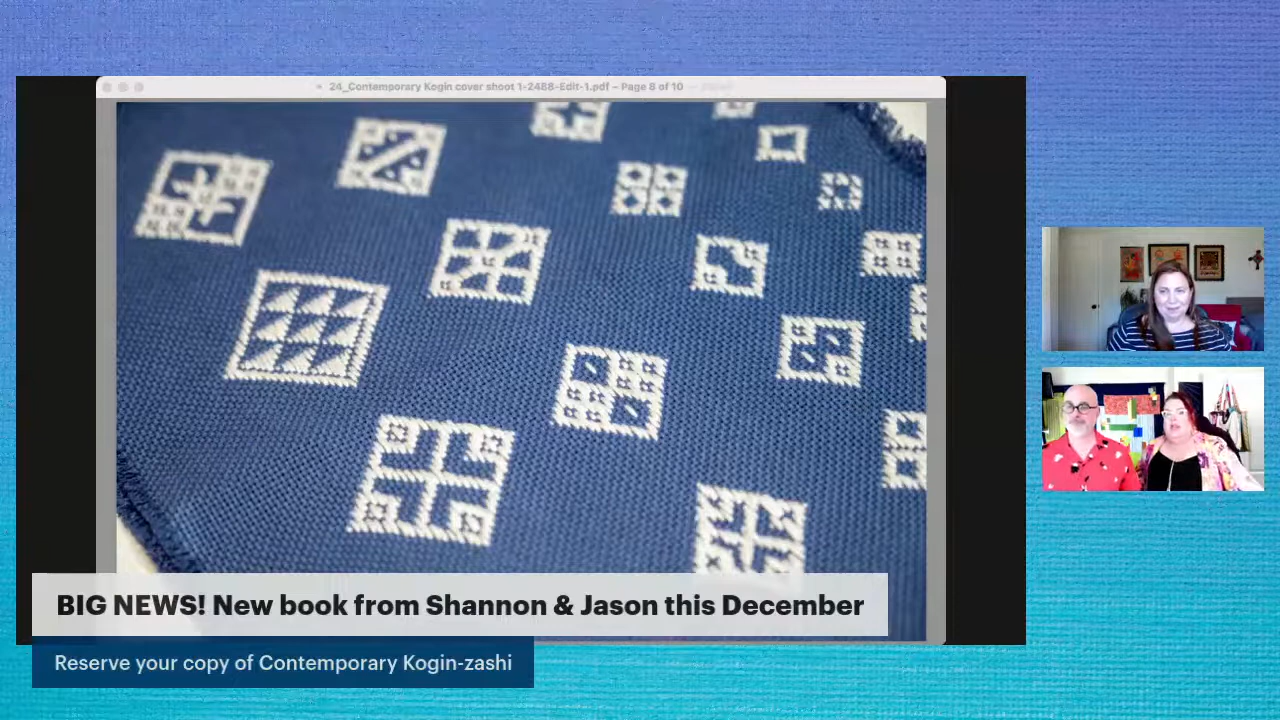 24_Contemporary Kogin cover shoot 1-2488-Edit-1.pdf – Page 8 of 10
BIG NEWS! New book from Shannon & Jason this December
Reserve your copy of Contemporary Kogin-zashi